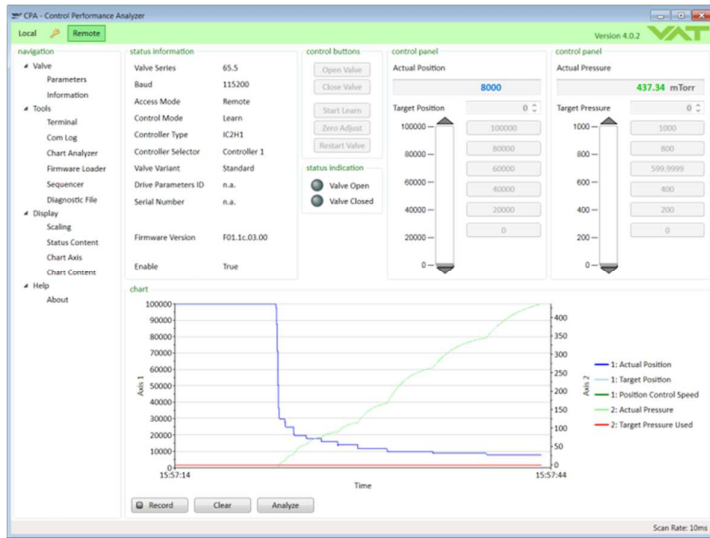 CPA - Control Performance Analyzer
Local
Remote
Version 4.0.2
VAT
navigation
Valve
Parameters
Information
Tools
Terminal
Com Log
Chart Analyzer
Firmware Loader
Sequencer
Diagnostic File
Display
Scaling
Status Content
Chart Axis
Chart Content
Help
About
status information
Valve Series 65.5
Baud 115200
Access Mode Remote
Control Mode Learn
Controller Type IC2H1
Controller Selector Controller 1
Valve Variant Standard
Drive Parameters ID n.a.
Serial Number n.a.
Firmware Version F01.1c.03.00
Enable True
control buttons
Open Valve
Close Valve
Start Learn
Zero Adjust
Restart Valve
status indication
Valve Open
Valve Closed
control panel
Actual Position
8000
Target Position 0
100000 100000
80000 80000
60000 60000
40000 40000
20000 20000
0 0
control panel
Actual Pressure
437.34 mTorr
Target Pressure 0
1000 1000
800 800
600 599.9999
400 400
200 200
0 0
chart
Axis 1
100000
90000
80000
70000
60000
50000
40000
30000
20000
10000
0
15:57:14
15:57:44
Time
400
350
300
250
200
150
100
50
0
Axis 2
1: Actual Position
1: Target Position
1: Position Control Speed
2: Actual Pressure
2: Target Pressure Used
Record
Clear
Analyze
Scan Rate: 10ms